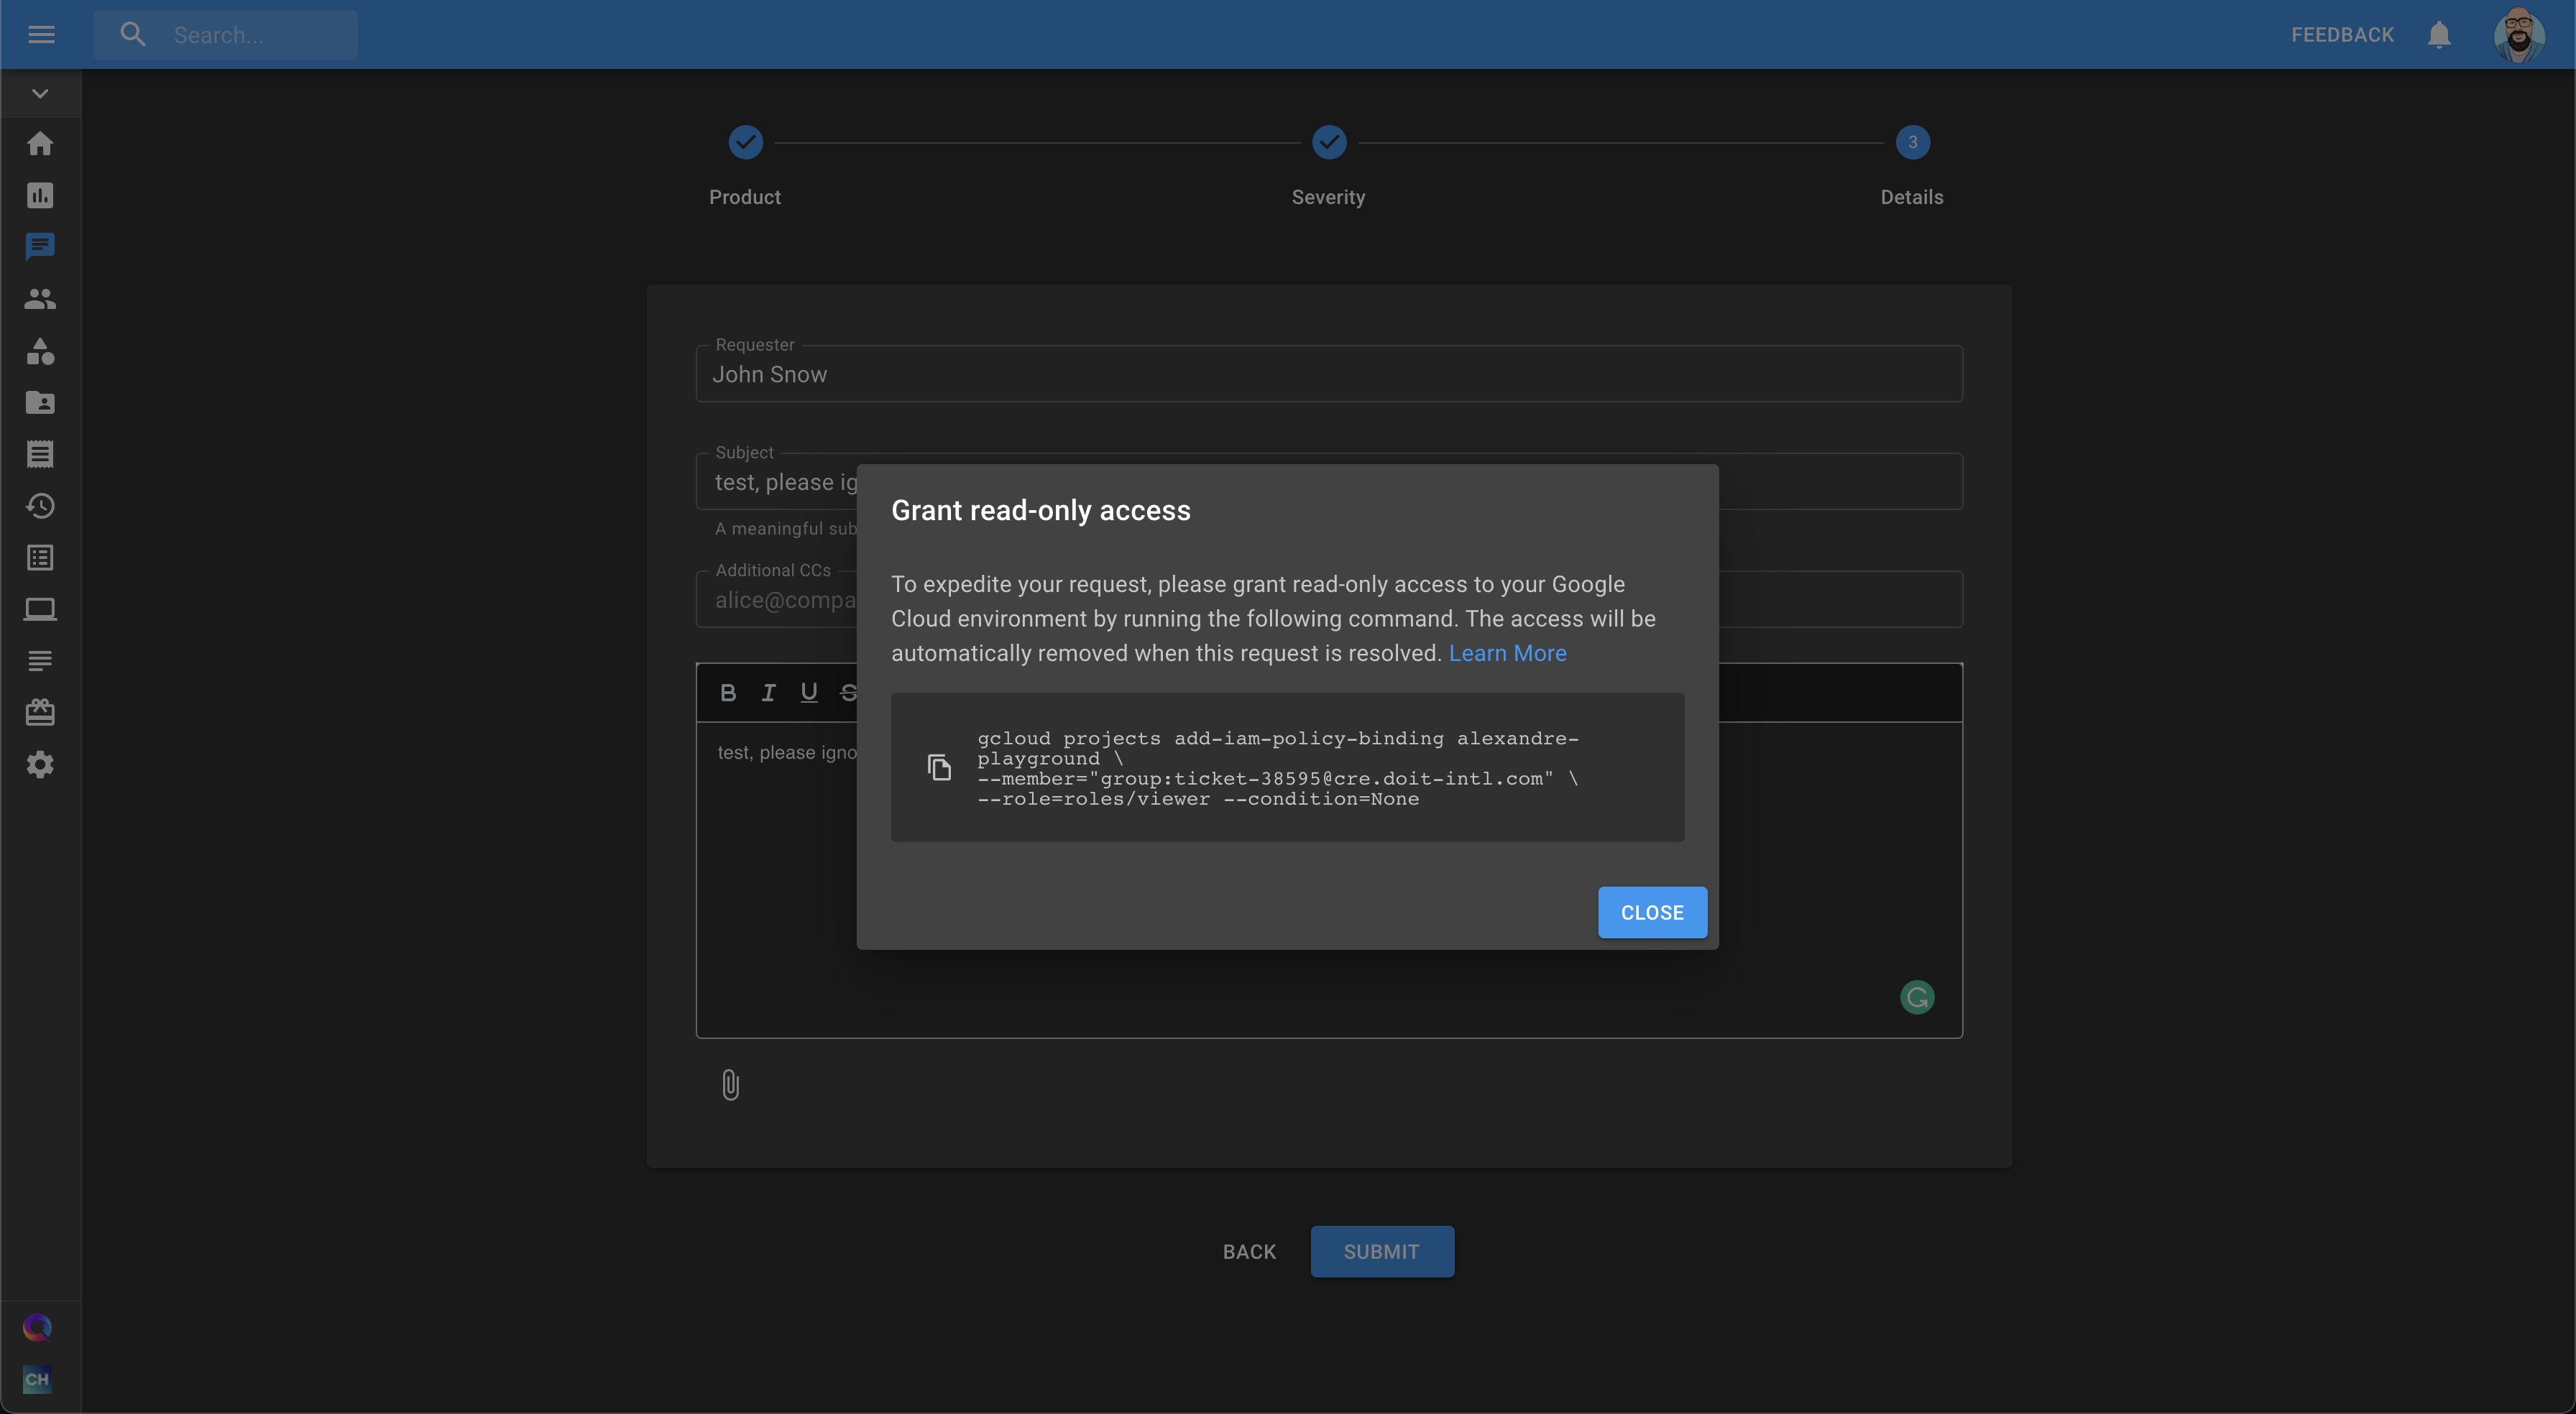 Search...
FEEDBACK
3
Product
Severity
Details
Requester
John Snow
Subject
test, please ig
A meaningful sub
Additional CCs
alice@compa
B I U S
test, please igno
Grant read-only access
To expedite your request, please grant read-only access to your Google
Cloud environment by running the following command. The access will be
automatically removed when this request is resolved. Learn More
gcloud projects add-iam-policy-binding alexandre-
playground \
--member="group:ticket-38595@cre.doit-intl.com" \
--role=roles/viewer --condition=None
CLOSE
BACK
SUBMIT
CH